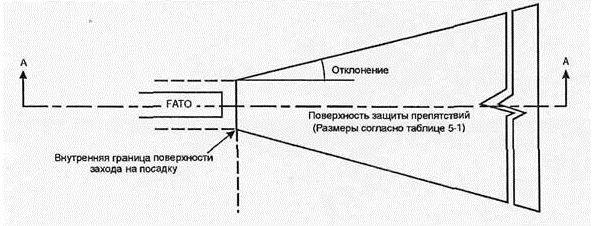 A
A
Отклонение
FATO
Поверхность защиты препятствий
(Размеры согласно таблице 5-1)
Внутренняя граница поверхности
захода на посадку